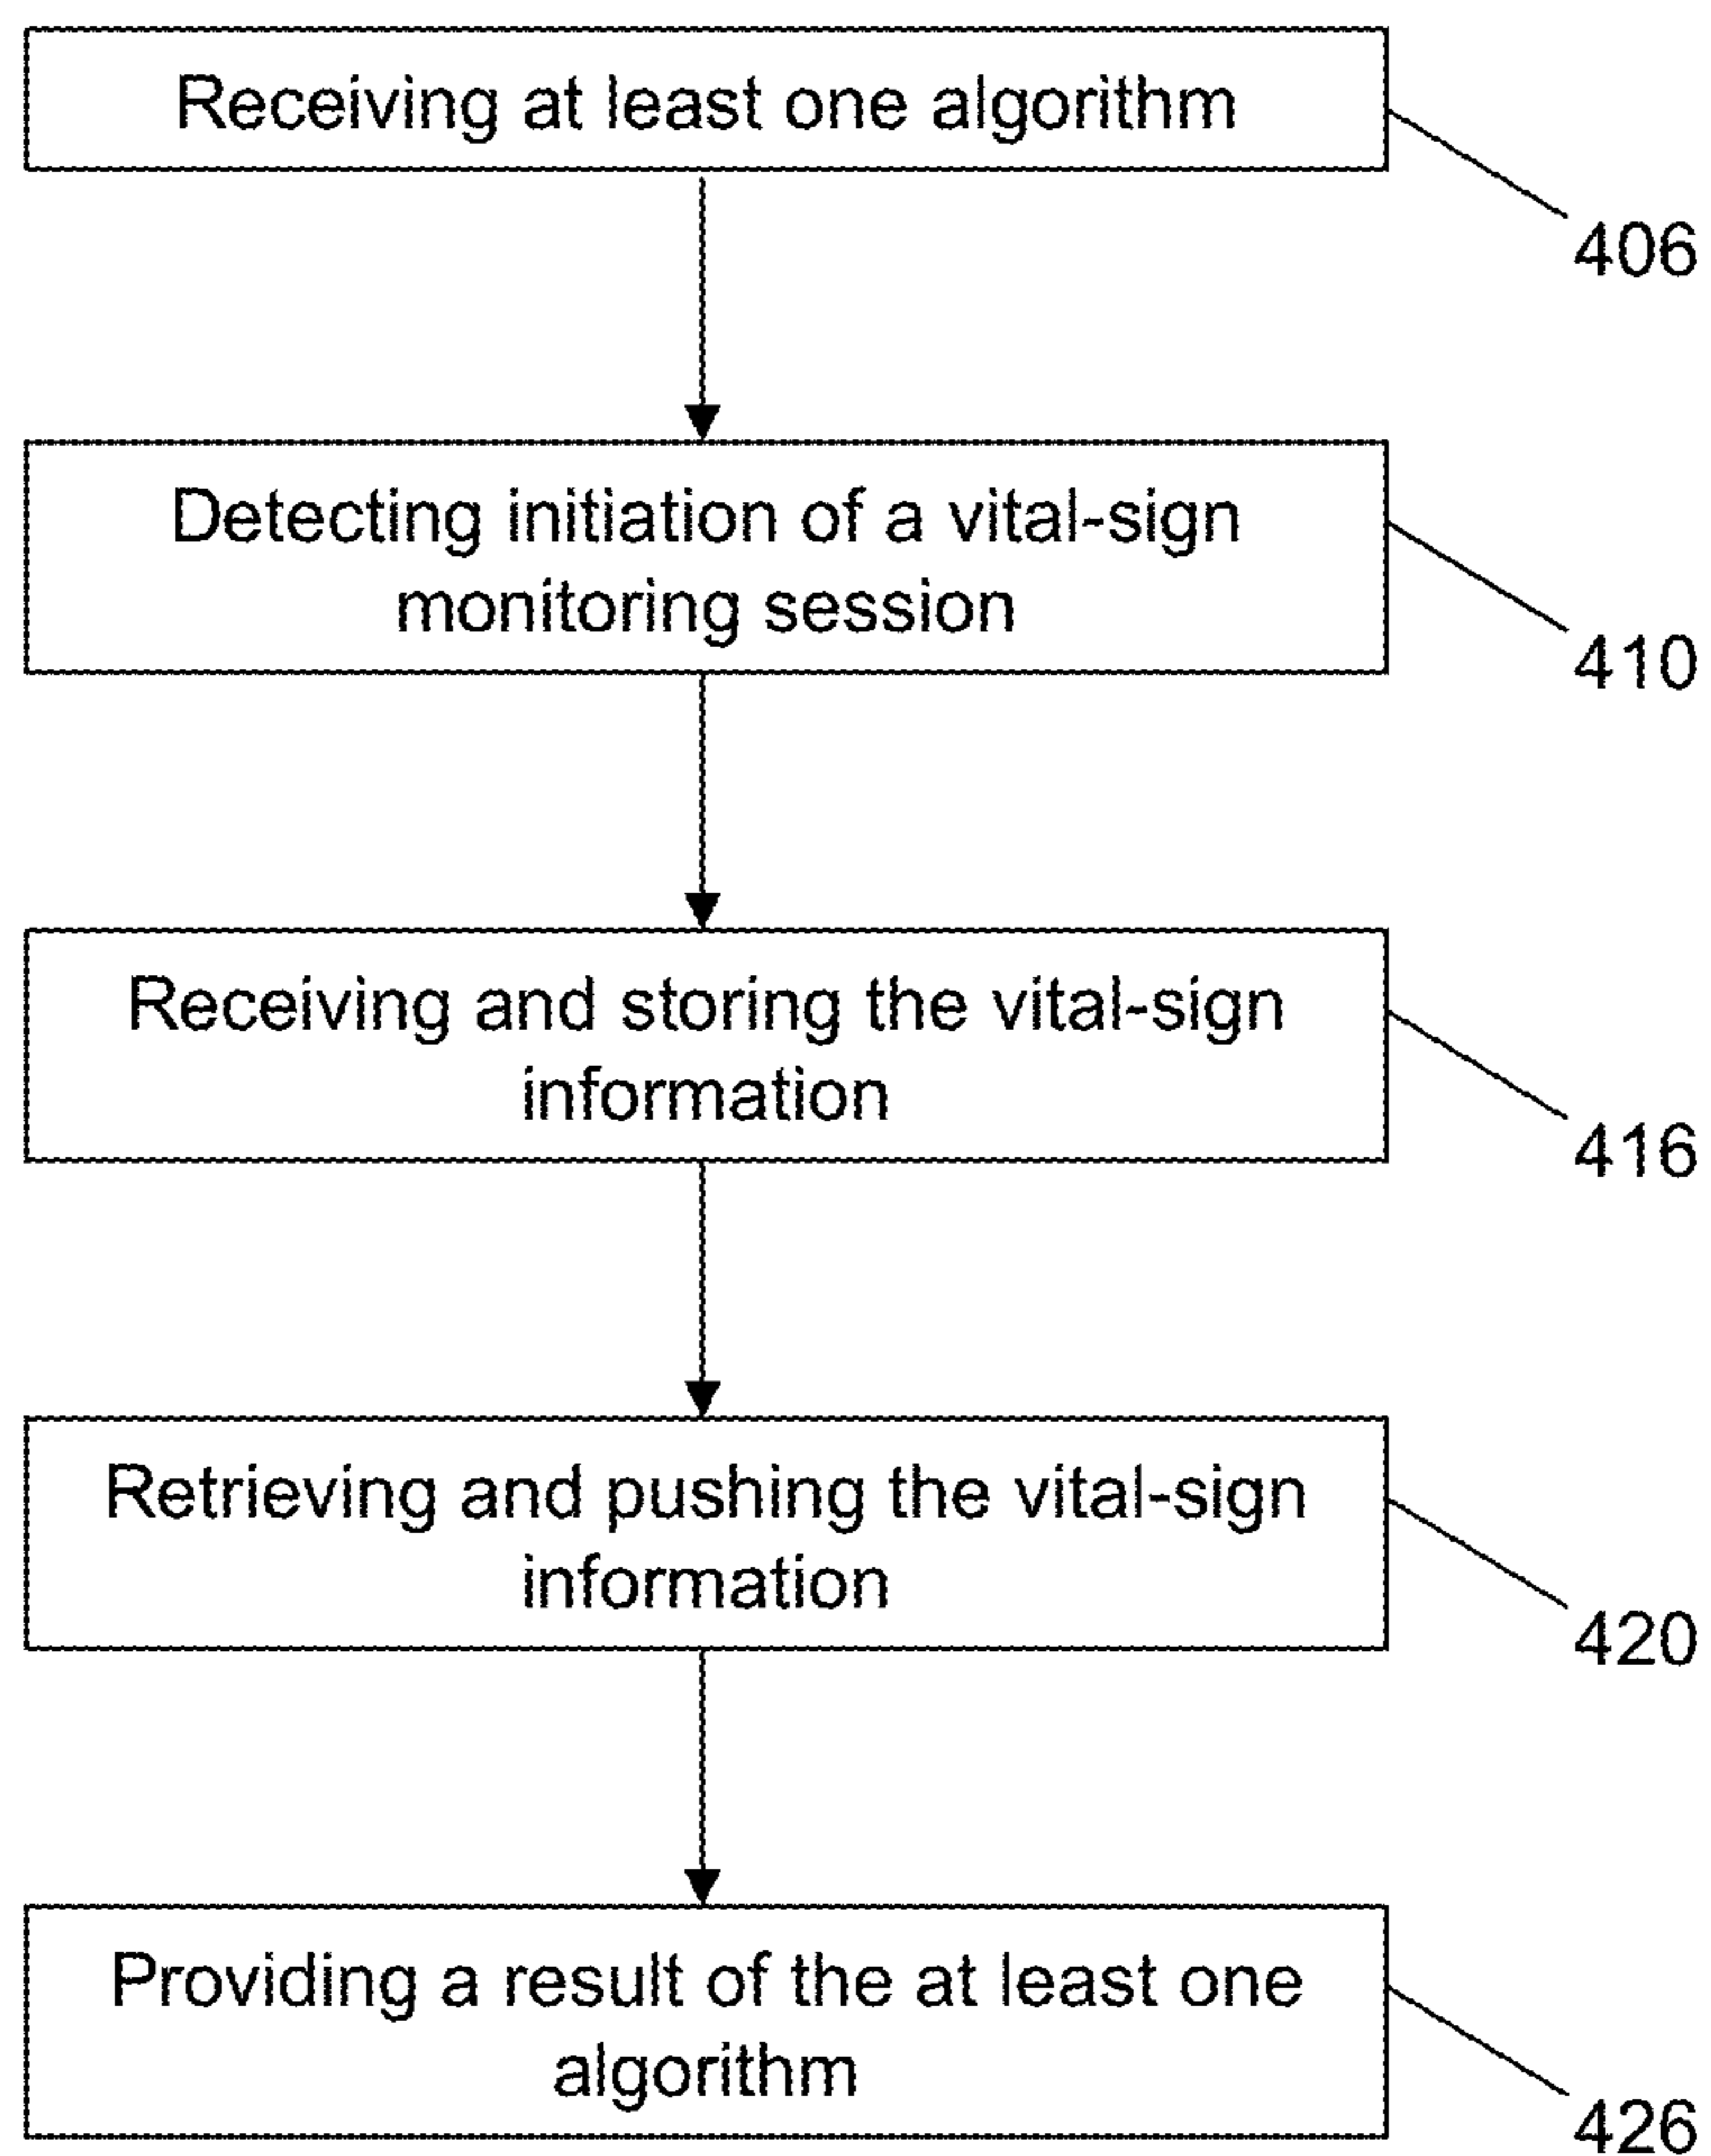 Receiving at least one algorithm
406
Detecting initiation of a vital-sign
monitoring session
410
Receiving and storing the vital-sign
information
416
Retrieving and pushing the vital-sign
information
420
Providing a result of the at least one
algorithm
426